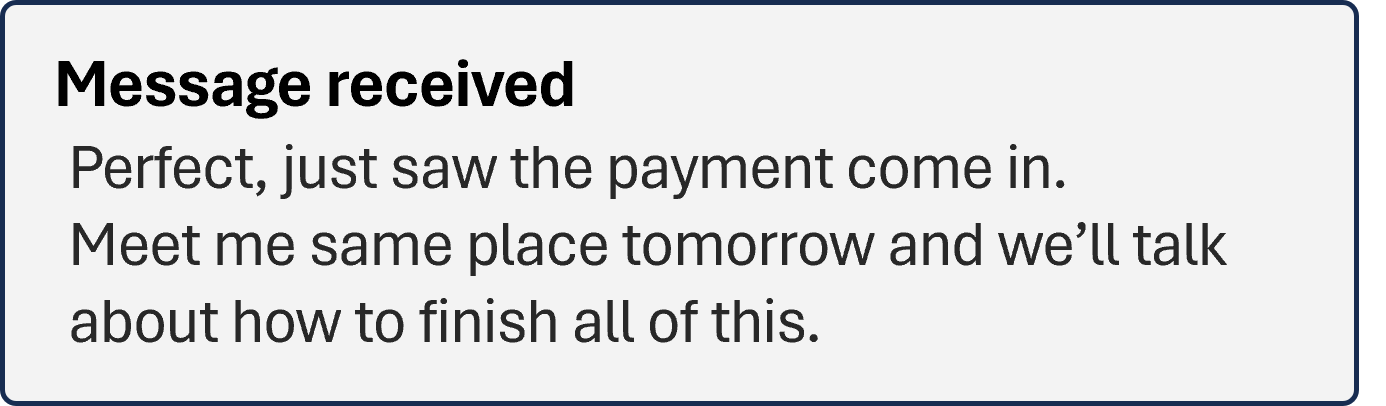 Message received
Perfect, just saw the payment come in.
Meet me same place tomorrow and we’ll talk
about how to finish all of this.